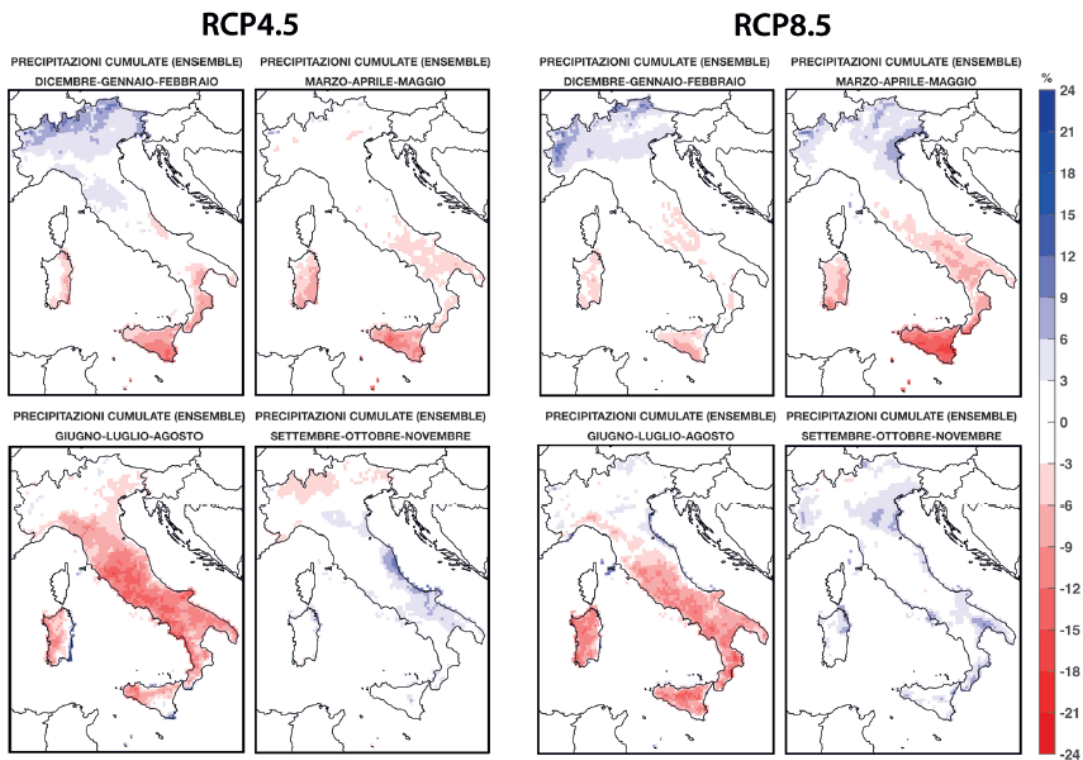 RCP4.5
RCP8.5
PRECIPITAZIONI CUMULATE (ENSEMBLE)
DICEMBRE-GENNAIO-FEBBRAIO
PRECIPITAZIONI CUMULATE (ENSEMBLE)
MARZO-APRILE-MAGGIO
PRECIPITAZIONI CUMULATE (ENSEMBLE)
DICEMBRE-GENNAIO-FEBBRAIO
PRECIPITAZIONI CUMULATE (ENSEMBLE)
MARZO-APRILE-MAGGIO
PRECIPITAZIONI CUMULATE (ENSEMBLE)
GIUGNO-LUGLIO-AGOSTO
PRECIPITAZIONI CUMULATE (ENSEMBLE)
SETTEMBRE-OTTOBRE-NOVEMBRE
PRECIPITAZIONI CUMULATE (ENSEMBLE)
GIUGNO-LUGLIO-AGOSTO
PRECIPITAZIONI CUMULATE (ENSEMBLE)
SETTEMBRE-OTTOBRE-NOVEMBRE
%
24
21
18
15
12
9
6
3
0
-3
-6
-9
-12
-15
-18
-21
-24